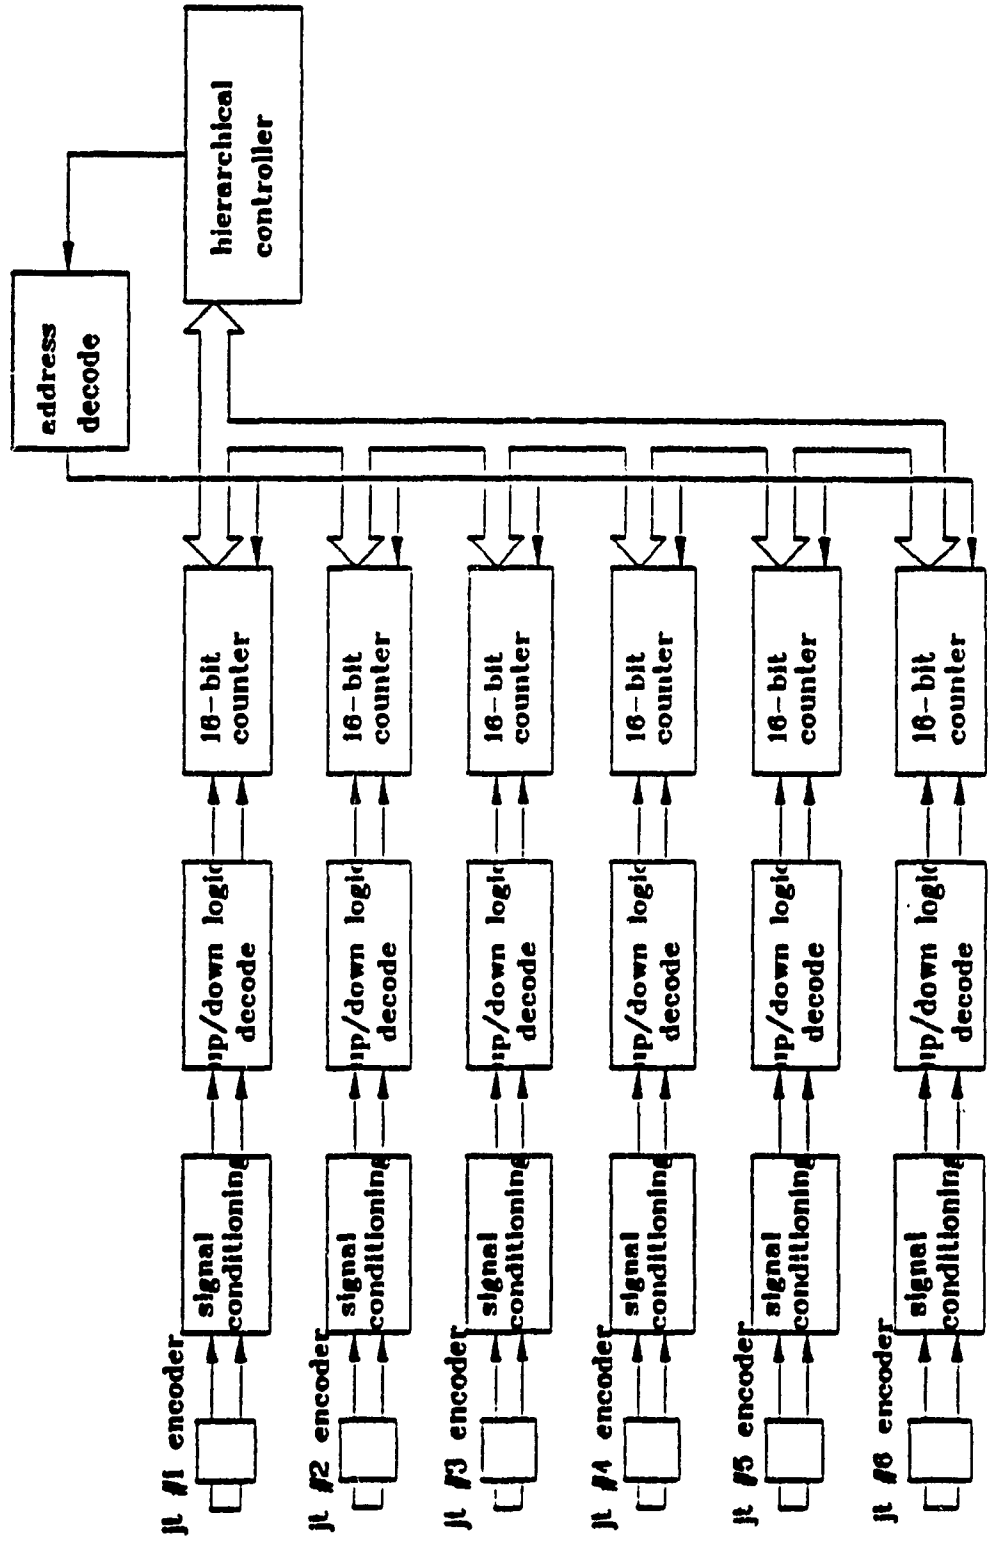 jt #1 encoder
signal
conditioning
up/down logic
decode
16-bit
counter
jt #2 encoder
signal
conditioning
up/down logic
decode
16-bit
counter
jt #3 encoder
signal
conditioning
up/down logic
decode
16-bit
counter
jt #4 encoder
signal
conditioning
up/down logic
decode
16-bit
counter
jt #5 encoder
signal
conditioning
up/down logic
decode
16-bit
counter
jt #6 encoder
signal
conditioning
up/down logic
decode
16-bit
counter
address
decode
hierarchical
controller